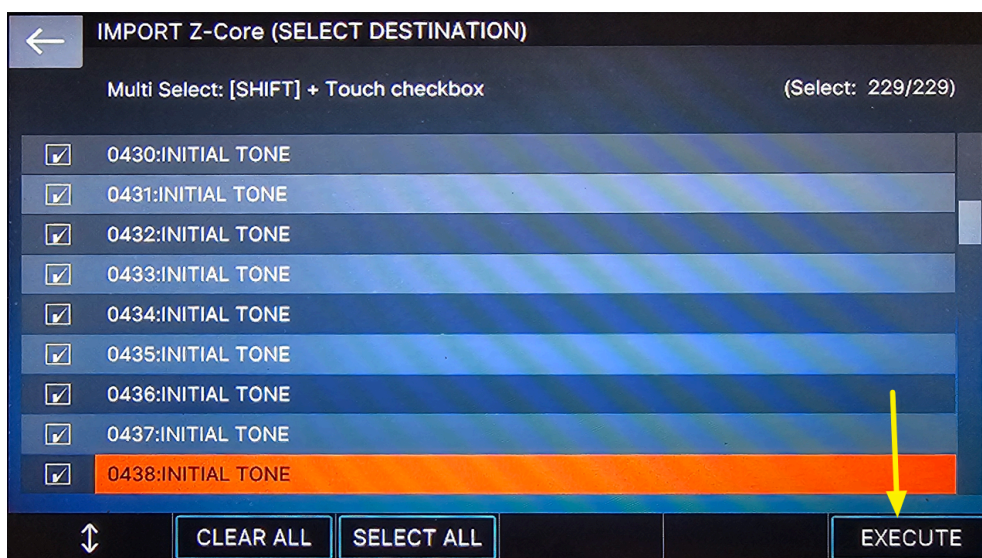 IMPORT Z-Core (SELECT DESTINATION)
Multi Select: [SHIFT] + Touch checkbox
(Select: 229/229)
0430:INITIAL TONE
0431:INITIAL TONE
0432:INITIAL TONE
0433:INITIAL TONE
0434:INITIAL TONE
0435:INITIAL TONE
0436:INITIAL TONE
0437:INITIAL TONE
0438:INITIAL TONE
CLEAR ALL
SELECT ALL
EXECUTE